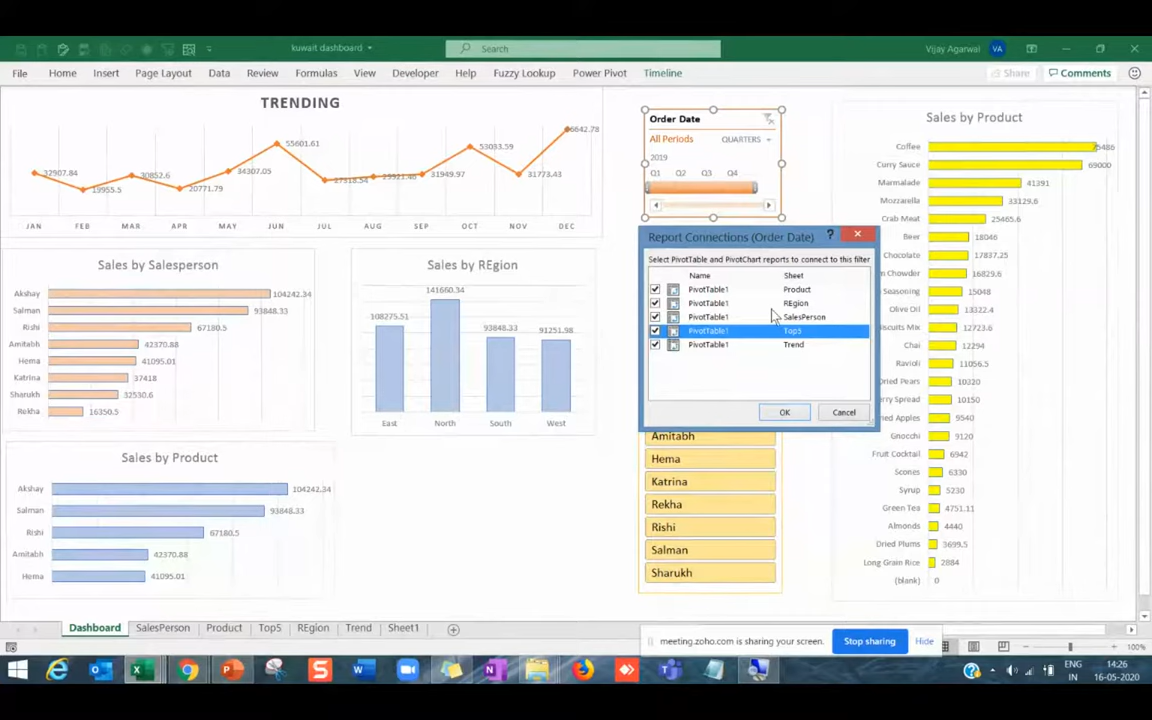 kuwait dashboard
Search
Vijay Agarwal
VA
File Home Insert Page Layout Data Review Formulas View Developer Help Fuzzy Lookup Power Pivot Timeline
Share
Comments
TRENDING
32907.84
13955.5
30852.6
20771.79
34307.05
55601.61
31949.97
53033.59
31773.43
JAN FEB MAR APR MAY JUN JUL AUG SEP OCT NOV DEC
Sales by Salesperson
Akshay 104242.34
Salman 93848.33
Rishi 67180.5
Amitabh 42370.88
Hema 41095.01
Katrina 37418
Sharukh 32530.6
Rekha 16350.5
Sales by REgion
108275.51
141660.34
93848.33
91251.98
East North South West
Sales by Product
Akshay 104242.34
Salman 93848.33
Rishi 67180.5
Amitabh 42370.88
Hema 41095.01
Order Date
All Periods QUARTERS
2019
Q1 Q2 Q3 Q4
Report Connections (Order Date)
?
Select PivotTable and PivotChart reports to connect to this filter
Name Sheet
PivotTable1 Product
PivotTable1 REgion
PivotTable1 SalesPerson
PivotTable1 Top5
PivotTable1 Trend
OK Cancel
Amitabh
Hema
Katrina
Rekha
Rishi
Salman
Sharukh
Sales by Product
Coffee
Curry Sauce 69000
Marmalade 41391
Mozzarella 33129.6
Crab Meat 25465.6
Beer 18046
Chocolate 17837.25
Chowder 16829.6
Seasoning 15048
Olive Oil 13322.4
Biscuits Mix 12723.6
Chai 12294
Ravioli 11056.5
Dried Pears 10320
Spread 10150
Apples 9540
Gnocchi 9120
Fruit Cocktail 6942
Scones 6330
Syrup 5230
Green Tea 4751.11
Almonds 4440
Dried Plums 3699.5
Long Grain Rice 2884
(blank) 0
Dashboard SalesPerson Product Top5 REgion Trend Sheet1
meeting.zoho.com is sharing your screen.
Stop sharing
Hide
100%
ENG
IN
14:26
16-05-2020